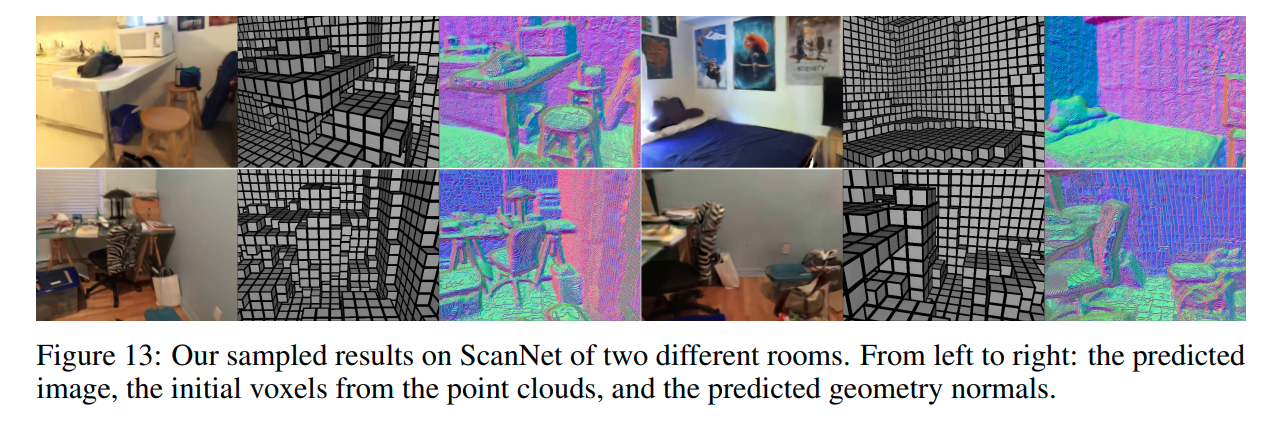 Figure 13: Our sampled results on ScanNet of two different rooms. From left to right: the predicted
image, the initial voxels from the point clouds, and the predicted geometry normals.